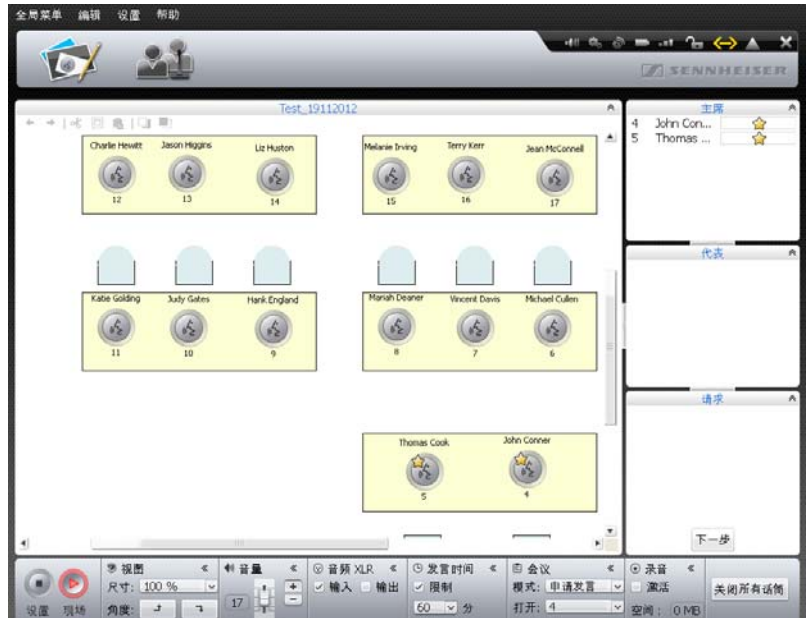 全局菜单 编辑 设置 帮助
SENNHEISER
Test_19112012
Charlie Hewitt Jason Higgins Liz Huston Melanie Irving Terry Kerr Jean McConnell
12 13 14 15 16 17
Katie Golding Judy Gates Hank England Mariah Deaner Vincent Davis Michael Cullen
11 10 9 8 7 6
Thomas Cook John Conner
5 4
主席
4 John Con...
5 Thomas ...
代表
请求
下一步
设置 现场
视图
尺寸: 100 %
角度:
音量
17
音频 XLR
输入 输出
发言时间
限制
60 分
会议
模式: 申请发言
打开: 4
录音
激活
空间: 0 MB
关闭所有话筒